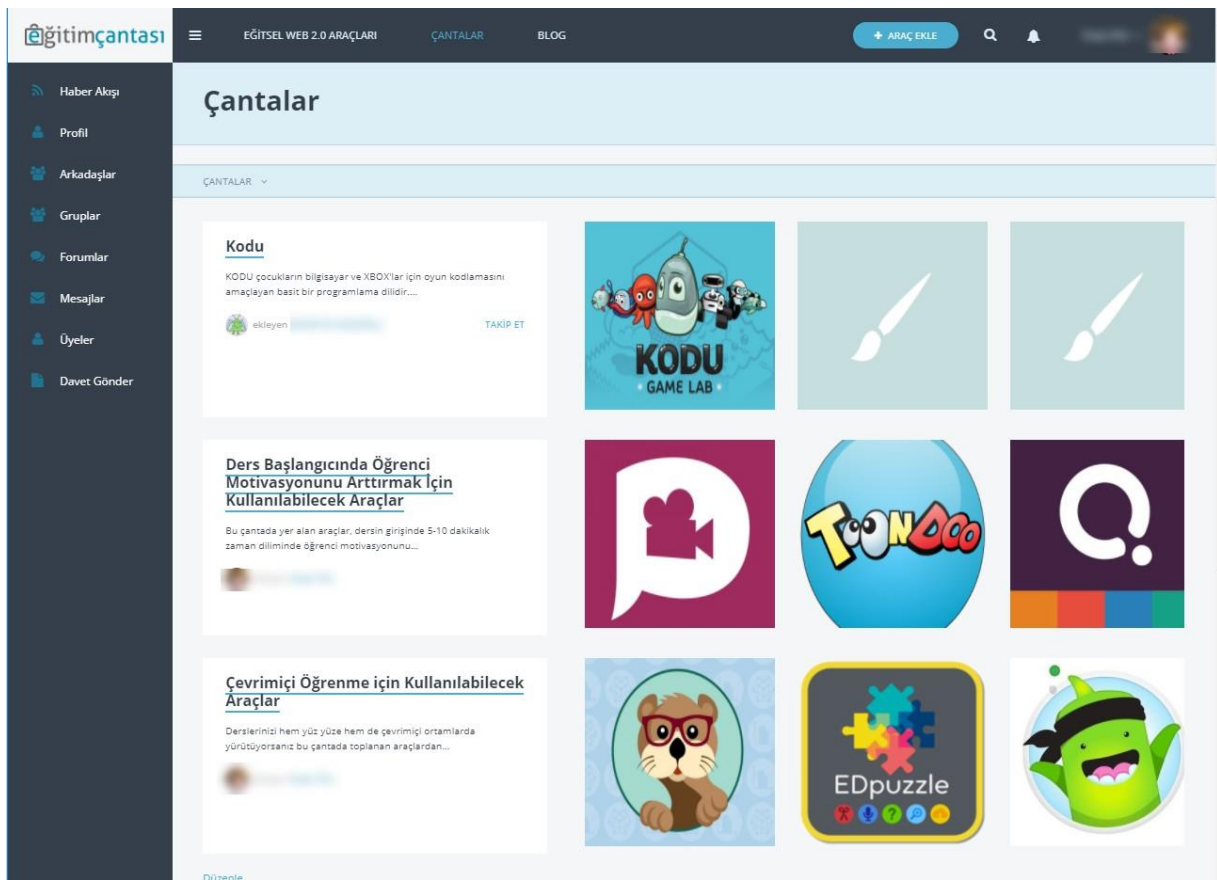 eğitimçantası
EĞİTSEL WEB 2.0 ARAÇLARI
ÇANTALAR
BLOG
+ ARAÇ EKLE
Haber Akışı
Profil
Arkadaşlar
Gruplar
Forumlar
Mesajlar
Üyeler
Davet Gönder
Çantalar
ÇANTALAR
Kodu
KODU çocukların bilgisayar ve XBOX'lar için oyun kodlamasını
amaçlayan basit bir programlama dilidir....
ekleyen
TAKİP ET
KODU
GAME LAB
Ders Başlangıcında Öğrenci
Motivasyonunu Arttırmak İçin
Kullanılabilecek Araçlar
Bu çantada yer alan araçlar, dersin girişinde 5-10 dakikalık
zaman diliminde öğrenci motivasyonunu...
TOONDOO
Çevrimiçi Öğrenme için Kullanılabilecek
Araçlar
Derslerinizi hem yüz yüze hem de çevrimiçi ortamlarda
yürütüyorsanız bu çantada toplanan araçlardan...
EDpuzzle
Düzenle